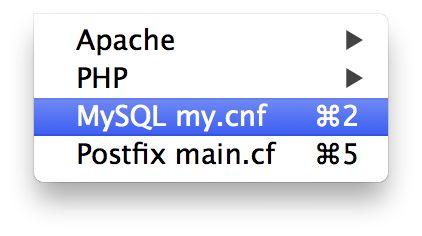 Apache ▶
PHP ▶
MySQL my.cnf ⌘2
Postfix main.cf ⌘5